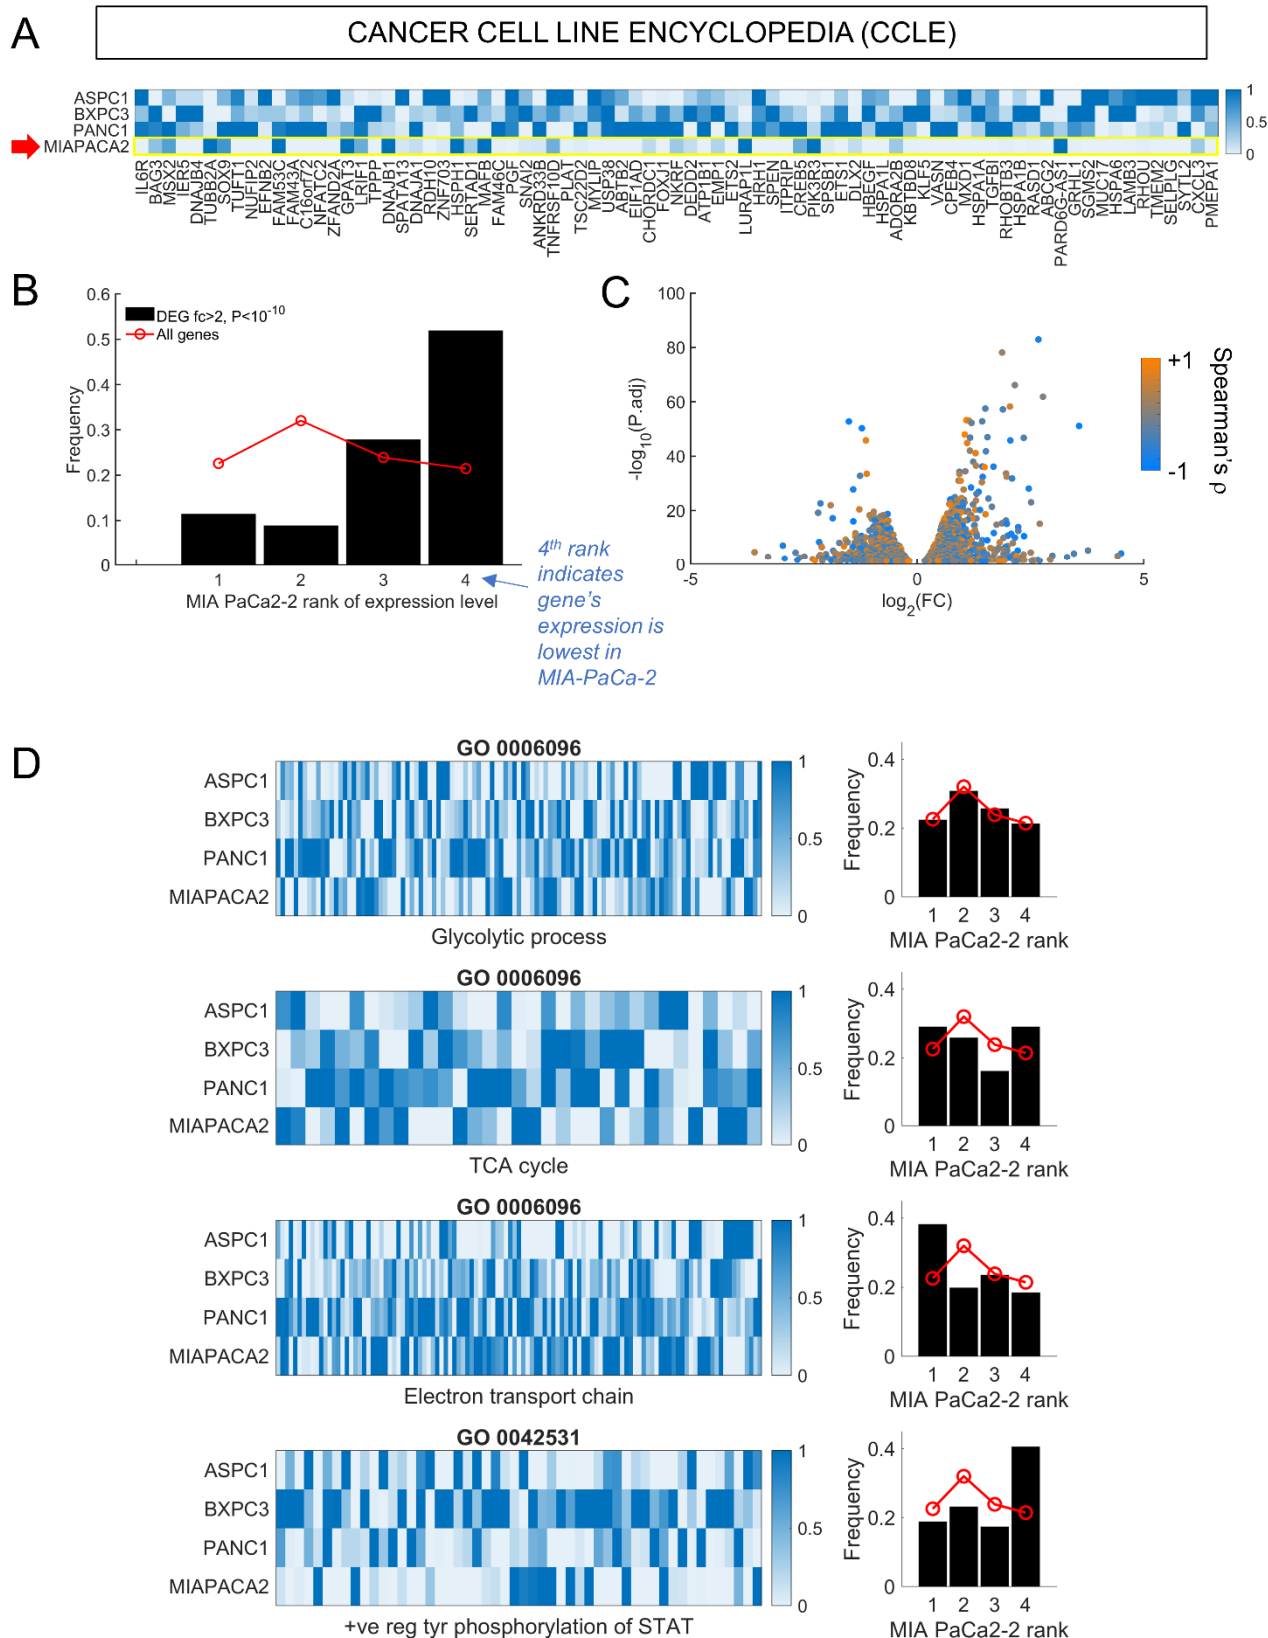 A
CANCER CELL LINE ENCYCLOPEDIA (CCLE)
ASPC1
BXPC3
PANC1
MIAPACA2
1
0.5
0
IL6R
BAG3
MSX2
IER5
DNAJB4
TUBB2A
SOX9
TUFT1
NUFIP2
EFNB2
FAM53C
FAM43A
C16orf72
NFATC2
ZFAND2A
GPAT3
LRIF1
TPPP
DNAJB1
SPATA13
DNAJA1
RDH10
ZNF703
HSPH1
SERTAD1
MAFB
FAM46C
PGF
SNAI2
ANKRD33B
TNFRSF10D
PLAT
TSC22D2
MYLIP
USP38
ABTB2
EIF1AD
CHORDC1
FOXJ1
NKRF
DEDD2
ATP1B1
EMP1
ETS2
LURAP1L
HRH1
SPEN
ITPRIP
CREB5
PIK3R3
SPSB1
ETS1
DLX2
HBEGF
HSPA4L
ADORA2B
KBTBD8
KLF5
VASN
CPEB4
MXD1
HSPA1A
TGFBI
RHOBTB3
HSPA1B
RASD1
ABCG2
PARD6G-AS1
GRHL1
SGMS2
MUC17
HSPA6
LAMB3
RHOU
TMEM2
SELPLG
SYTL2
CXCL3
PMEPA1
B
0.6
0.5
0.4
0.3
0.2
0.1
0
Frequency
DEG fc>2, P<10-10
All genes
1 2 3 4
MIA PaCa2-2 rank of expression level
4th rank
indicates
gene's
expression is
lowest in
MIA-PaCa-2
C
100
80
60
40
20
0
-log10(P.adj)
-5 0 5
log2(FC)
+1
-1
Spearman's ρ
D
GO 0006096
ASPC1
BXPC3
PANC1
MIAPACA2
1
0.5
0
Glycolytic process
0.4
0.2
0
Frequency
1 2 3 4
MIA PaCa2-2 rank
GO 0006096
ASPC1
BXPC3
PANC1
MIAPACA2
1
0.5
0
TCA cycle
0.4
0.2
0
Frequency
1 2 3 4
MIA PaCa2-2 rank
GO 0006096
ASPC1
BXPC3
PANC1
MIAPACA2
1
0.5
0
Electron transport chain
0.4
0.2
0
Frequency
1 2 3 4
MIA PaCa2-2 rank
GO 0042531
ASPC1
BXPC3
PANC1
MIAPACA2
1
0.5
0
+ve reg tyr phosphorylation of STAT
0.4
0.2
0
Frequency
1 2 3 4
MIA PaCa2-2 rank